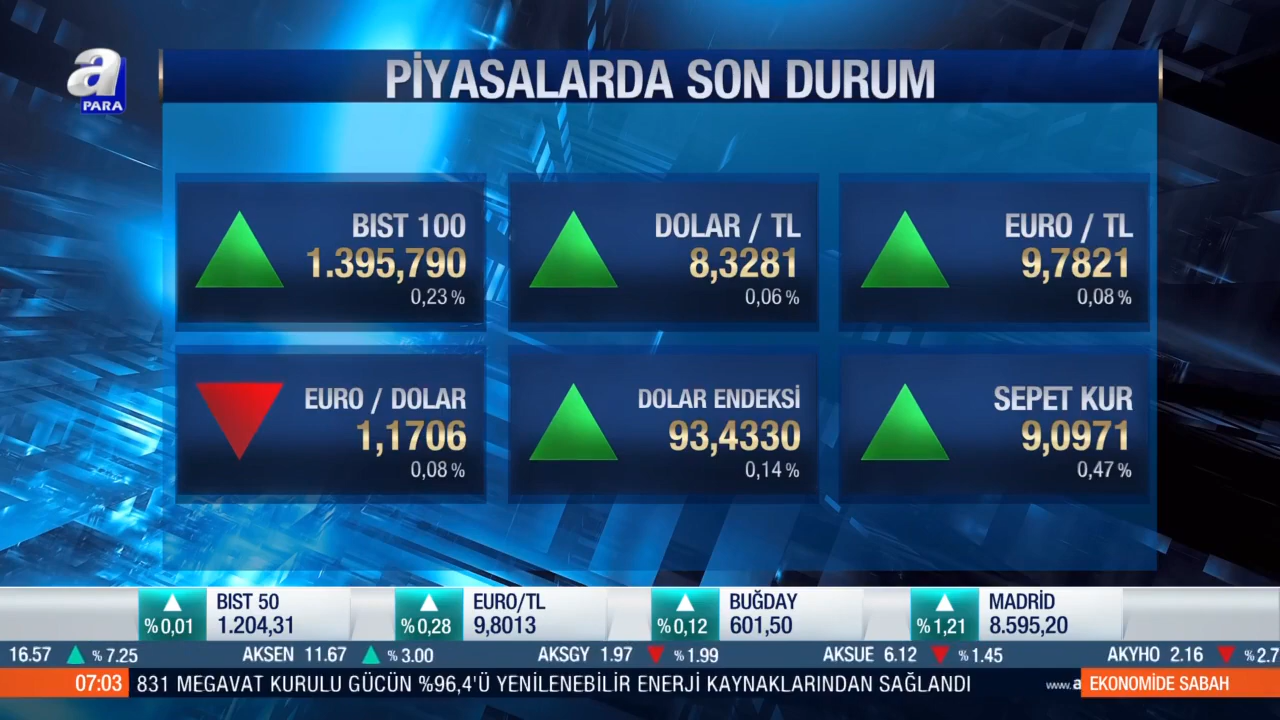 a
PARA
PİYASALARDA SON DURUM
BIST 100
1.395,790
0,23 %
DOLAR / TL
8,3281
0,06 %
EURO / TL
9,7821
0,08 %
EURO / DOLAR
1,1706
0,08 %
DOLAR ENDEKSİ
93,4330
0,14 %
SEPET KUR
9,0971
0,47 %
% 0,01 BIST 50
1.204,31
% 0,28 EURO/TL
9,8013
% 0,12 BUĞDAY
601,50
% 1,21 MADRİD
8.595,20
16.57 % 7.25 AKSEN 11.67 % 3.00 AKSGY 1.97 % 1.99 AKSUE 6.12 % 1.45 AKYHO 2.16 % 2.7
07:03 831 MEGAVAT KURULU GÜCÜN %96,4'Ü YENİLENEBİLİR ENERJİ KAYNAKLARINDAN SAĞLANDI www.a EKONOMİDE SABAH